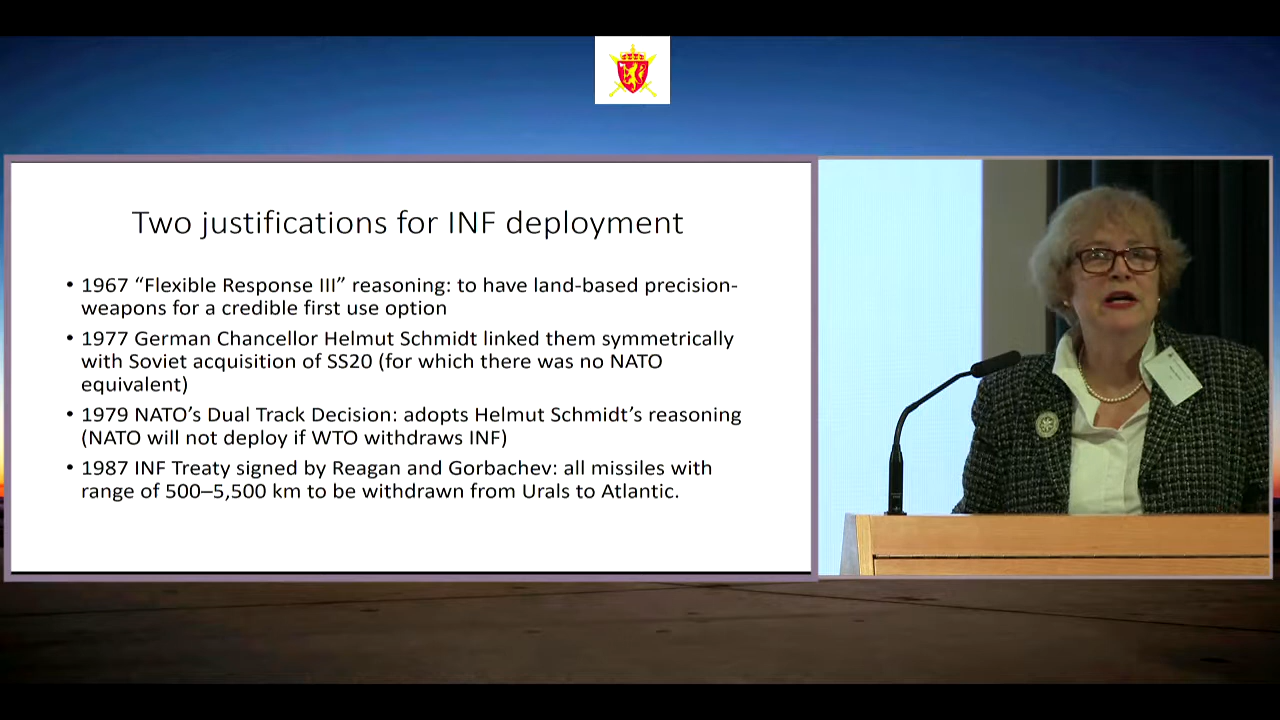 Two justifications for INF deployment
• 1967 “Flexible Response III” reasoning: to have land-based precision-
weapons for a credible first use option
• 1977 German Chancellor Helmut Schmidt linked them symmetrically
with Soviet acquisition of SS20 (for which there was no NATO
equivalent)
• 1979 NATO’s Dual Track Decision: adopts Helmut Schmidt’s reasoning
(NATO will not deploy if WTO withdraws INF)
• 1987 INF Treaty signed by Reagan and Gorbachev: all missiles with
range of 500–5,500 km to be withdrawn from Urals to Atlantic.